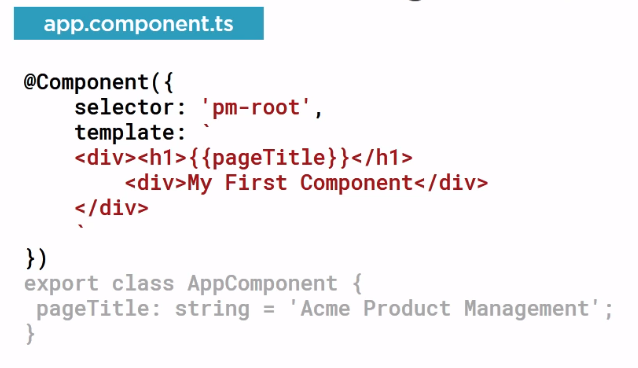 app.component.ts
@Component({
    selector: 'pm-root',
    template: `
    <div><h1>{{pageTitle}}</h1>
        <div>My First Component</div>
    </div>
    `
})
export class AppComponent {
 pageTitle: string = 'Acme Product Management';
}